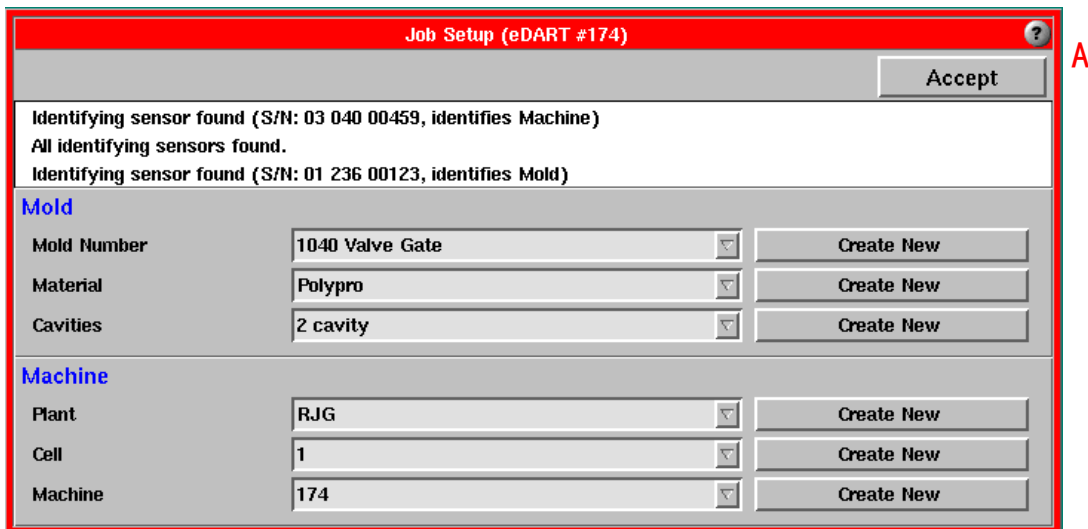 Job Setup (eDART #174) ?
A
Accept
Identifying sensor found (S/N: 03 040 00459, identifies Machine)
All identifying sensors found.
Identifying sensor found (S/N: 01 236 00123, identifies Mold)
Mold
Mold Number 1040 Valve Gate Create New
Material Polypro Create New
Cavities 2 cavity Create New
Machine
Plant RJG Create New
Cell 1 Create New
Machine 174 Create New